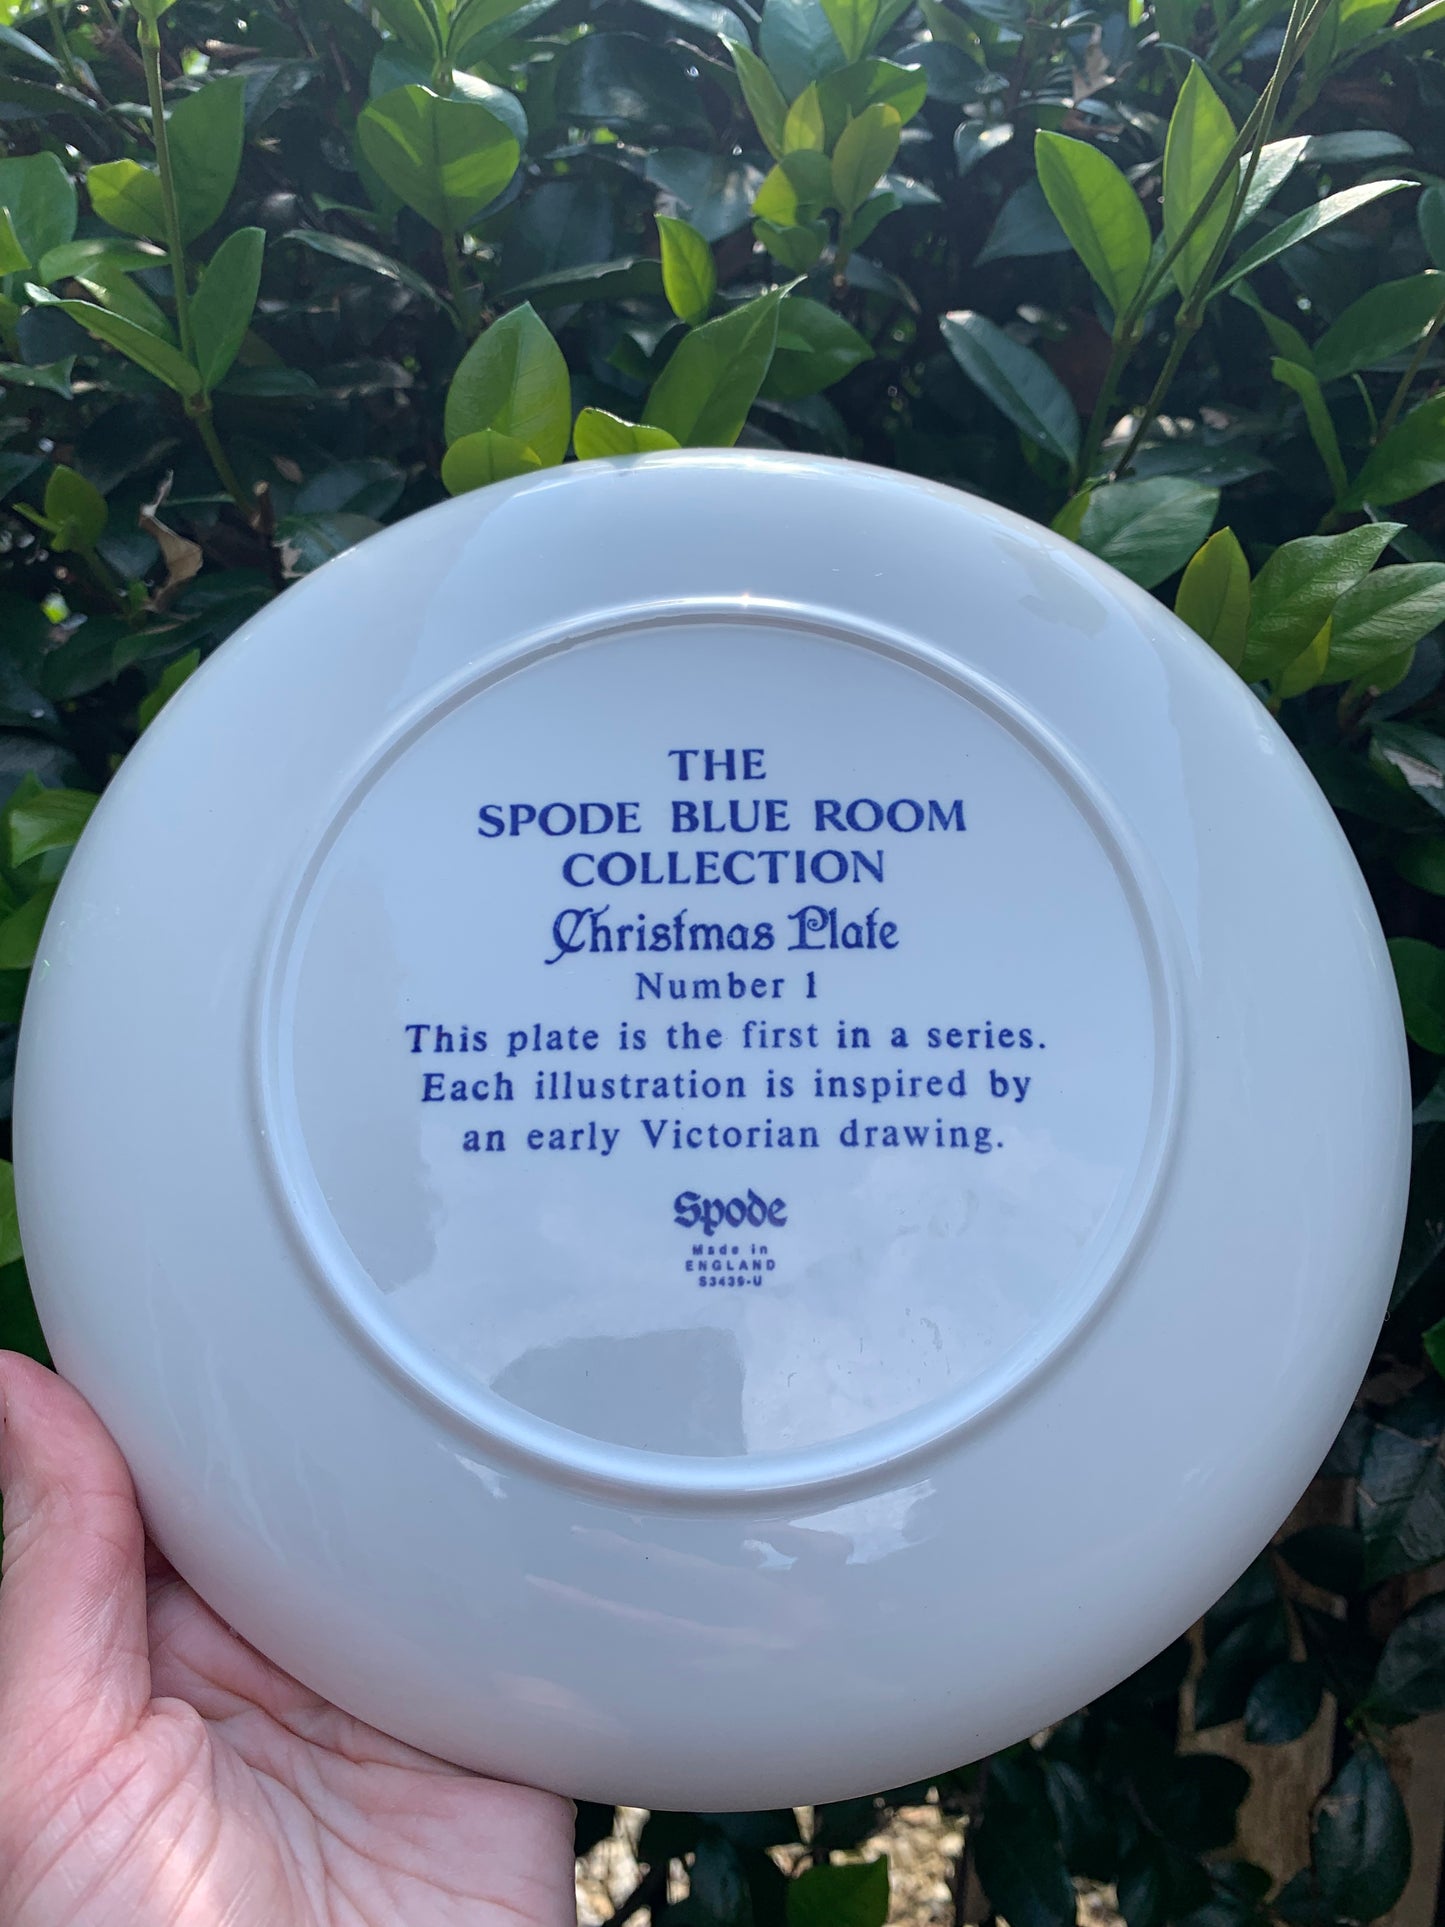 THE
SPODE BLUE ROOM
COLLECTION
Christmas Plate
Number 1
This plate is the first in a series.
Each illustration is inspired by
an early Victorian drawing.
Spode
Made in
ENGLAND
S3439-U